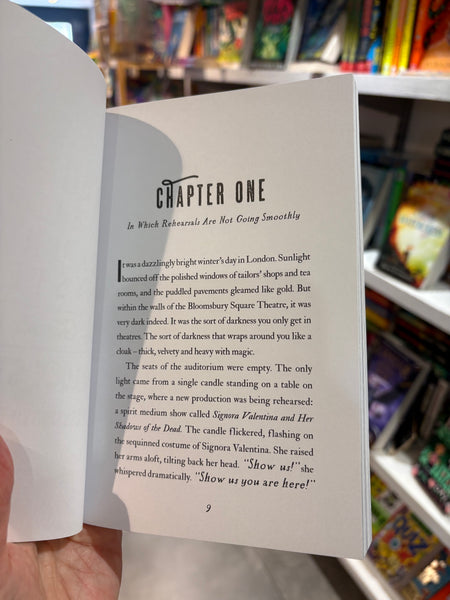 CHAPTER ONE
In Which Rehearsals Are Not Going Smoothly
It was a dazzlingly bright winter's day in London. Sunlight
bounced off the polished windows of tailors' shops and tea
rooms, and the puddled pavements gleamed like gold. But
within the walls of the Bloomsbury Square Theatre, it was
very dark indeed. It was the sort of darkness you only get in
theatres. The sort of darkness that wraps around you like a
cloak – thick, velvety and heavy with magic.
The seats of the auditorium were empty. The only
light came from a single candle standing on a table on
the stage, where a new production was being rehearsed:
a spirit medium show called Signora Valentina and Her
Shadows of the Dead. The candle flickered, flashing on
the sequinned costume of Signora Valentina. She raised
her arms aloft, tilting back her head. "Show us!" she
whispered dramatically. "Show us you are here!"
9